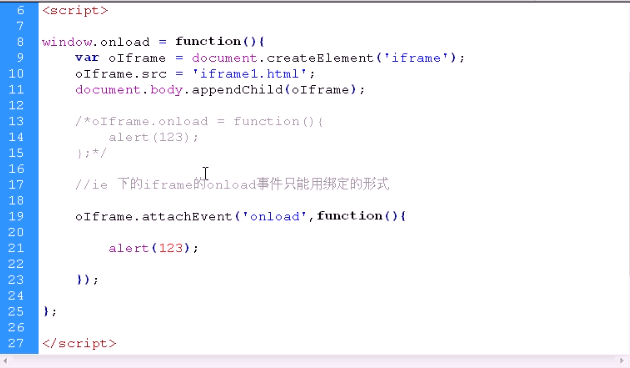 6 <script>
7
8 window.onload = function(){
9 var oIframe = document.createElement('iframe');
10 oIframe.src = 'iframe1.html';
11 document.body.appendChild(oIframe);
12
13 /*oIframe.onload = function(){
14 alert(123);
15 };*/
16
17 //ie 下的iframe的onload事件只能用绑定的形式
18
19 oIframe.attachEvent('onload',function(){
20
21 alert(123);
22
23 });
24
25 };
26
27 </script>